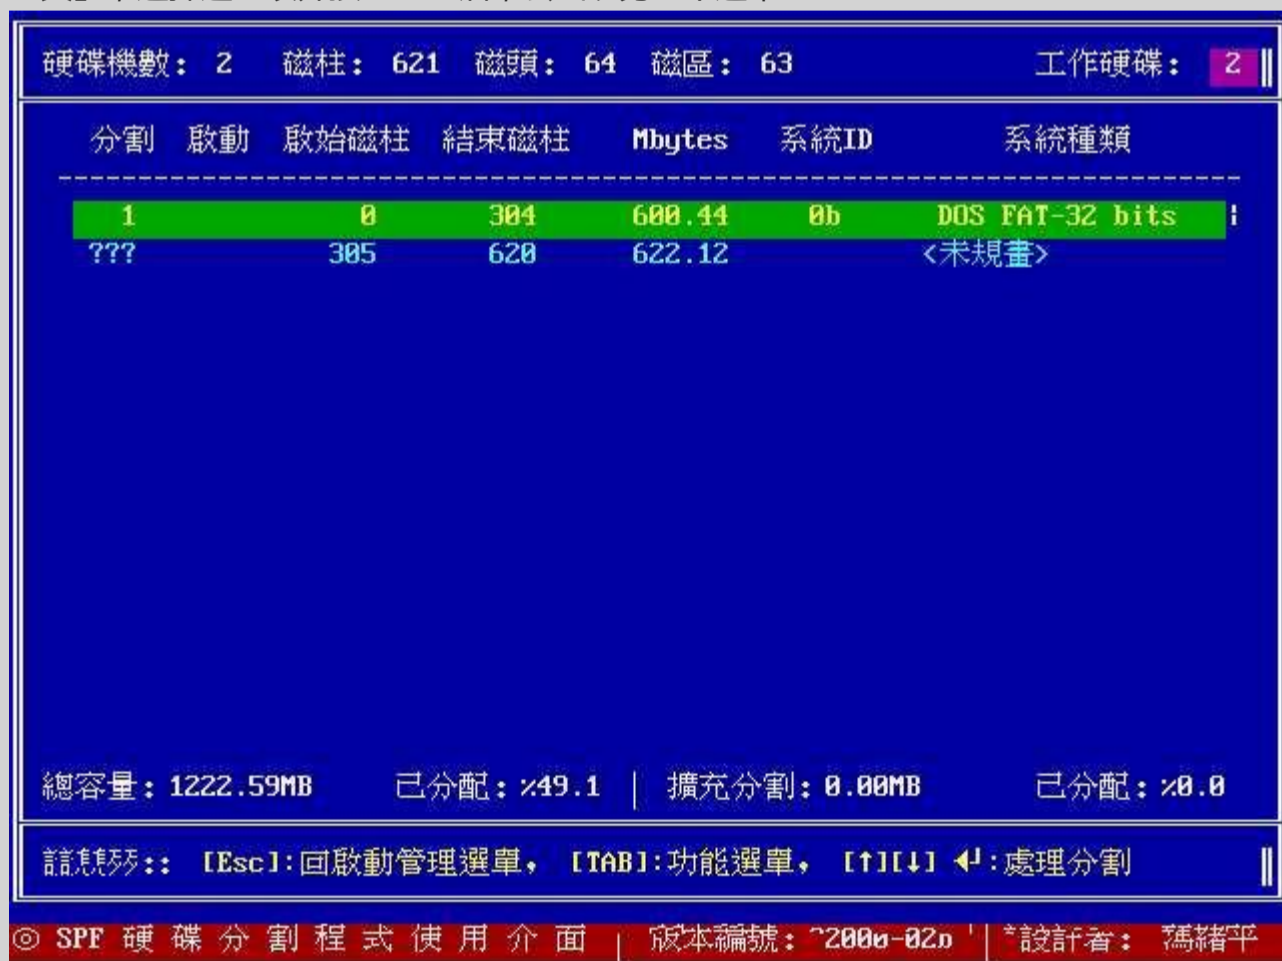 硬碟機數: 2 磁柱: 621 磁頭: 64 磁區: 63 工作硬碟: 2
分割 啟動 啟始磁柱 結束磁柱 Mbytes 系統ID 系統種類
1 0 304 600.44 0b DOS FAT-32 bits
??? 305 620 622.12 <未規畫>
總容量: 1222.59MB 已分配: %49.1 | 擴充分割: 0.00MB 已分配: %0.0
[Esc]:回啟動管理選單, [TAB]:功能選單, [↑][↓] ◄┘:處理分割
◎ SPF 硬 碟 分 割 程 式 使 用 介 面 | 版本編號: | 設計者: 馮緒平